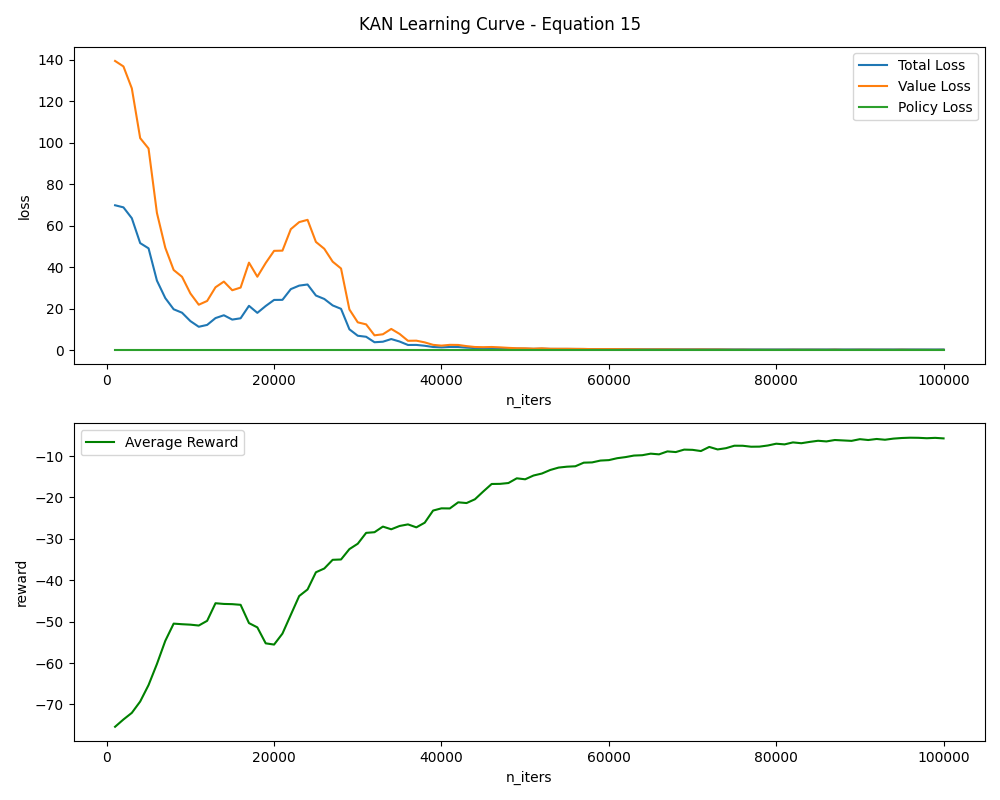 KAN Learning Curve - Equation 15
140
120
100
80
60
40
20
0
loss
Total Loss
Value Loss
Policy Loss
0 20000 40000 60000 80000 100000
n_iters
Average Reward
−10
−20
−30
−40
−50
−60
−70
reward
0 20000 40000 60000 80000 100000
n_iters